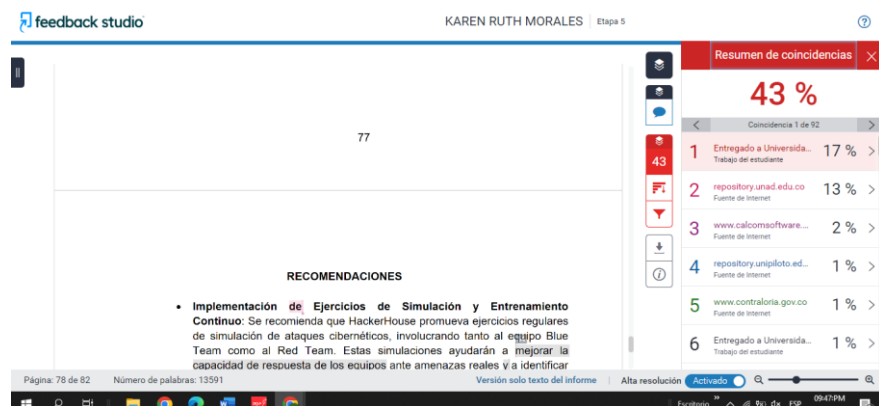 feedback studio
KAREN RUTH MORALES
Etapa 5
Resumen de coincidencias
43 %
Coincidencia 1 de 92
1 Entregado a Universida... 17 %
Trabajo del estudiante
2 repository.unad.edu.co 13 %
Fuente de Internet
3 www.calcomsoftware.... 2 %
Fuente de Internet
4 repository.unipiloto.ed... 1 %
Fuente de Internet
5 www.contraloria.gov.co 1 %
Fuente de Internet
6 Entregado a Universida... 1 %
Trabajo del estudiante
43
77
RECOMENDACIONES
• Implementación de Ejercicios de Simulación y Entrenamiento
Continuo: Se recomienda que HackerHouse promueva ejercicios regulares
de simulación de ataques cibernéticos, involucrando tanto al equipo Blue
Team como al Red Team. Estas simulaciones ayudarán a mejorar la
capacidad de respuesta de los equipos ante amenazas reales y a identificar
Página: 78 de 82
Número de palabras: 13591
Versión solo texto del informe
Alta resolución
Activado
Escritorio
ESP
09:47PM